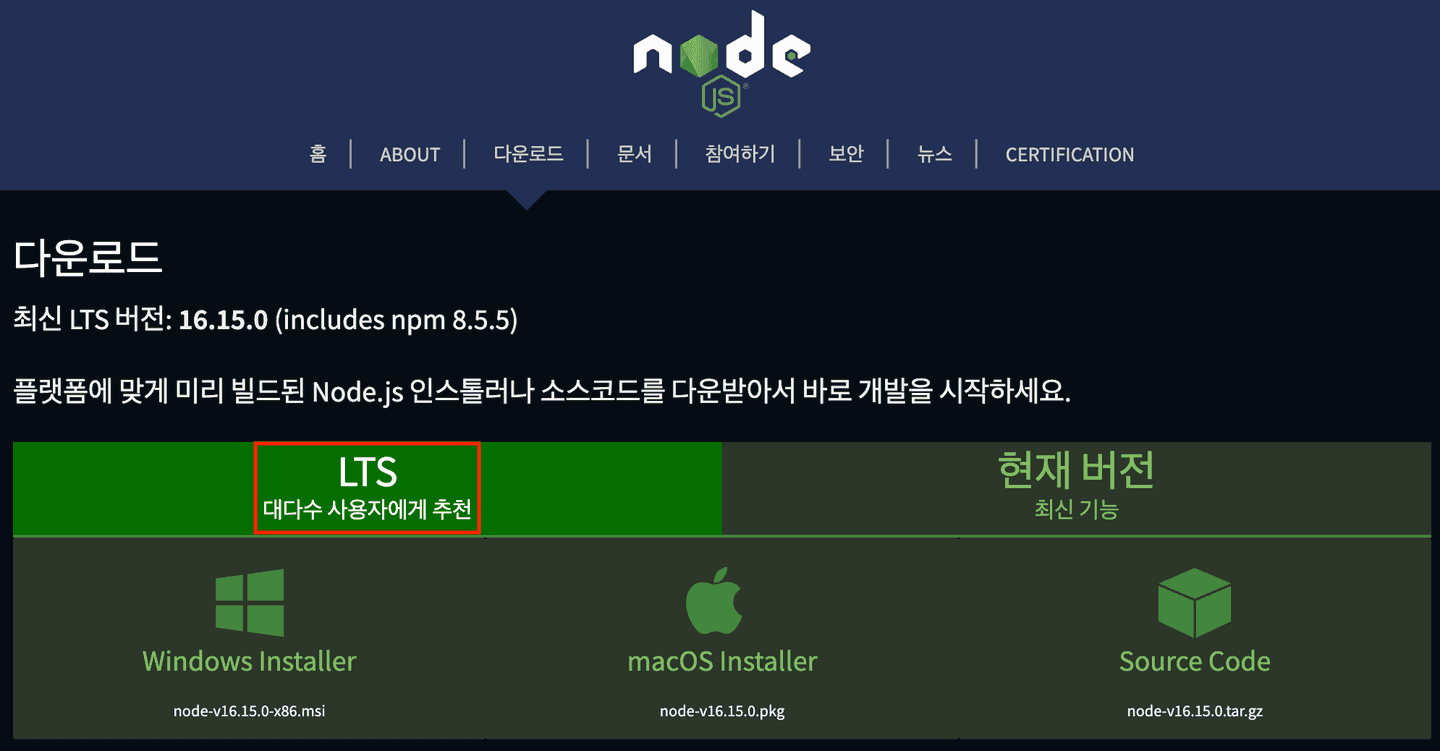 node
JS
홈 ABOUT 다운로드 문서 참여하기 보안 뉴스 CERTIFICATION
다운로드
최신 LTS 버전: 16.15.0 (includes npm 8.5.5)
플랫폼에 맞게 미리 빌드된 Node.js 인스톨러나 소스코드를 다운받아서 바로 개발을 시작하세요.
LTS
대다수 사용자에게 추천
현재 버전
최신 기능
Windows Installer
node-v16.15.0-x86.msi
macOS Installer
node-v16.15.0.pkg
Source Code
node-v16.15.0.tar.gz